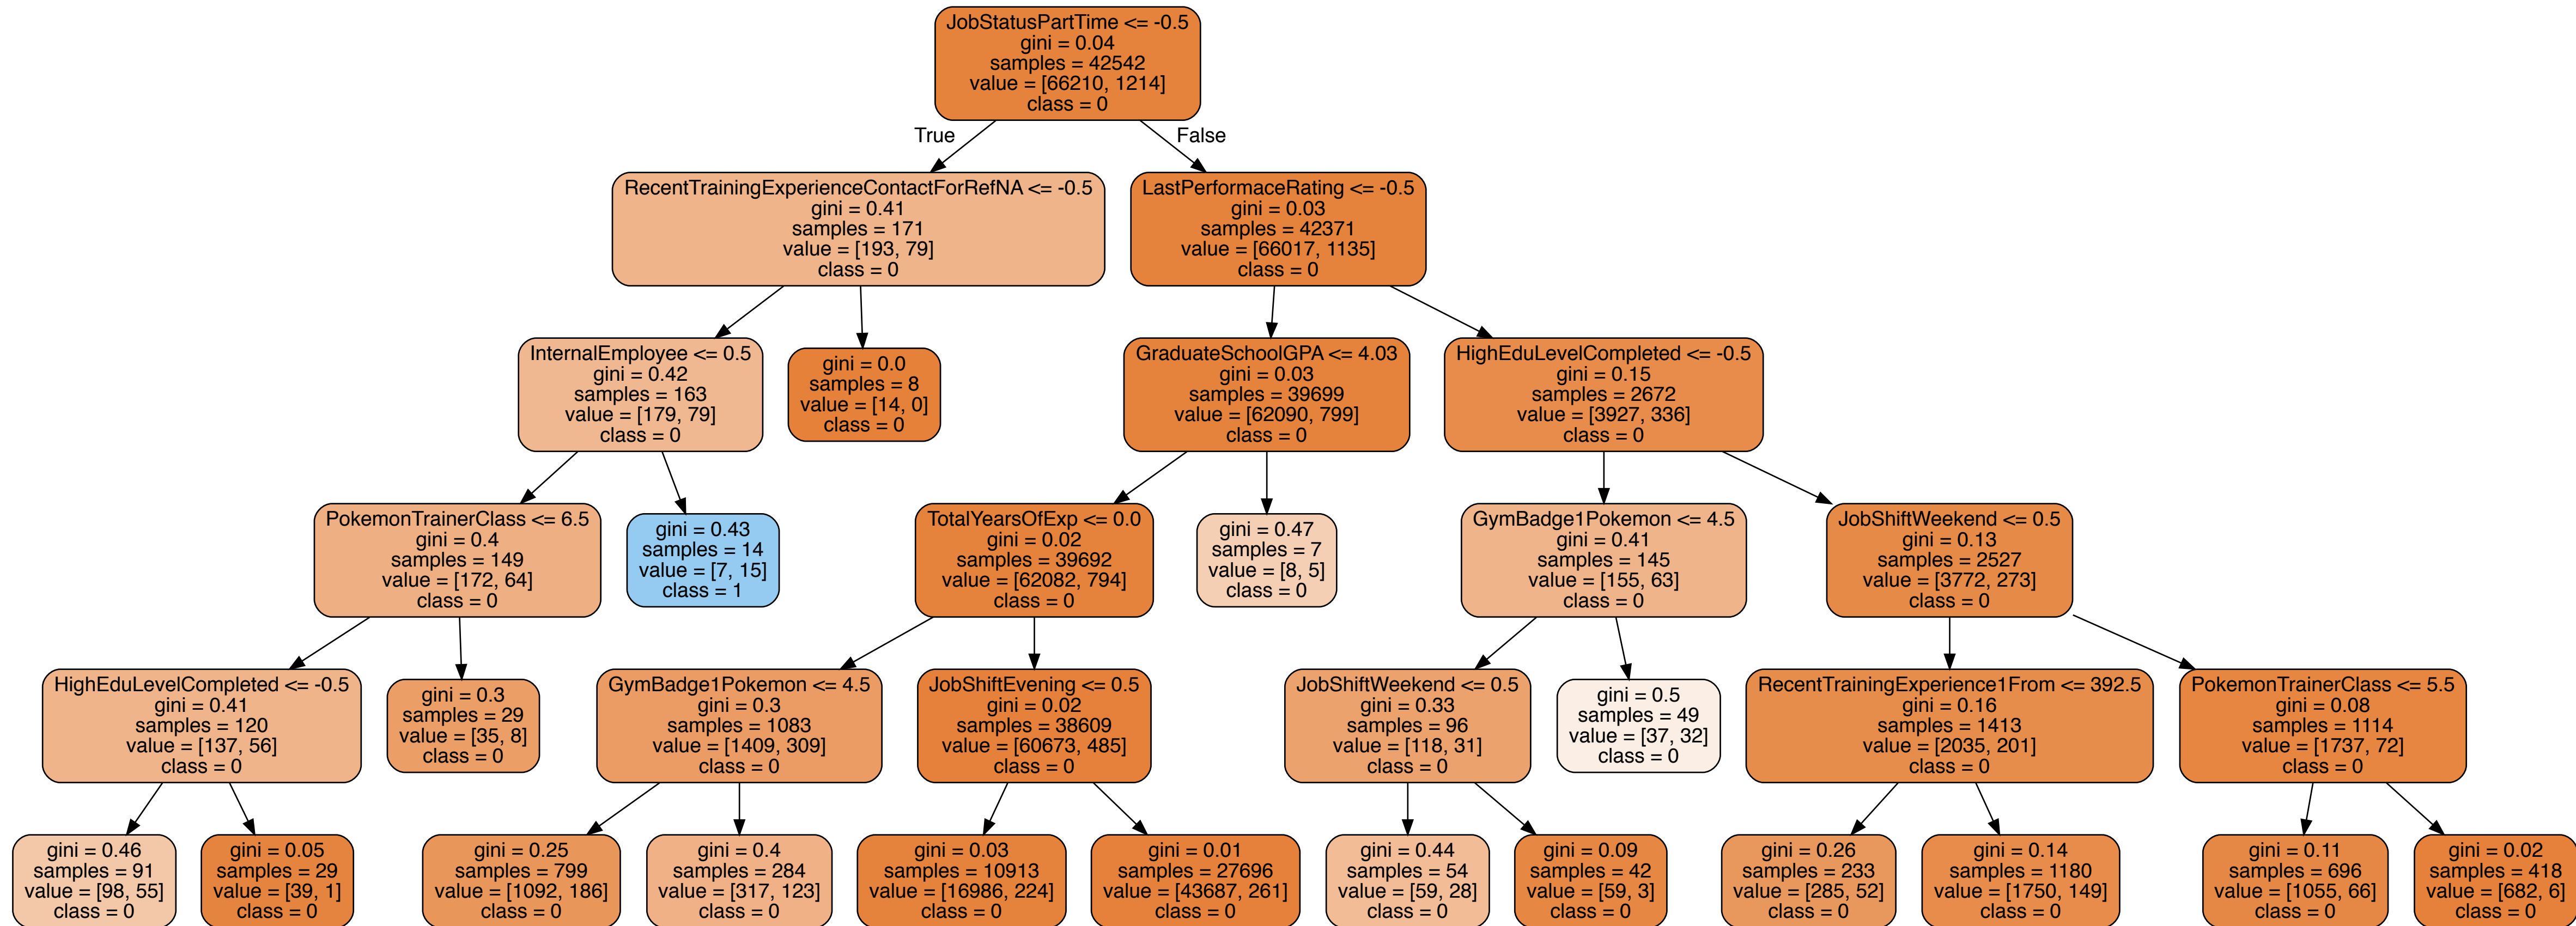 JobStatusPartTime <= -0.5
gini = 0.04
samples = 42542
value = [66210, 1214]
class = 0
True
False
RecentTrainingExperienceContactForRefNA <= -0.5
gini = 0.41
samples = 171
value = [193, 79]
class = 0
LastPerformaceRating <= -0.5
gini = 0.03
samples = 42371
value = [66017, 1135]
class = 0
InternalEmployee <= 0.5
gini = 0.42
samples = 163
value = [179, 79]
class = 0
gini = 0.0
samples = 8
value = [14, 0]
class = 0
GraduateSchoolGPA <= 4.03
gini = 0.03
samples = 39699
value = [62090, 799]
class = 0
HighEduLevelCompleted <= -0.5
gini = 0.15
samples = 2672
value = [3927, 336]
class = 0
PokemonTrainerClass <= 6.5
gini = 0.4
samples = 149
value = [172, 64]
class = 0
gini = 0.43
samples = 14
value = [7, 15]
class = 1
TotalYearsOfExp <= 0.0
gini = 0.02
samples = 39692
value = [62082, 794]
class = 0
gini = 0.47
samples = 7
value = [8, 5]
class = 0
GymBadge1Pokemon <= 4.5
gini = 0.41
samples = 145
value = [155, 63]
class = 0
JobShiftWeekend <= 0.5
gini = 0.13
samples = 2527
value = [3772, 273]
class = 0
HighEduLevelCompleted <= -0.5
gini = 0.41
samples = 120
value = [137, 56]
class = 0
gini = 0.3
samples = 29
value = [35, 8]
class = 0
GymBadge1Pokemon <= 4.5
gini = 0.3
samples = 1083
value = [1409, 309]
class = 0
JobShiftEvening <= 0.5
gini = 0.02
samples = 38609
value = [60673, 485]
class = 0
JobShiftWeekend <= 0.5
gini = 0.33
samples = 96
value = [118, 31]
class = 0
gini = 0.5
samples = 49
value = [37, 32]
class = 0
RecentTrainingExperience1From <= 392.5
gini = 0.16
samples = 1413
value = [2035, 201]
class = 0
PokemonTrainerClass <= 5.5
gini = 0.08
samples = 1114
value = [1737, 72]
class = 0
gini = 0.46
samples = 91
value = [98, 55]
class = 0
gini = 0.05
samples = 29
value = [39, 1]
class = 0
gini = 0.25
samples = 799
value = [1092, 186]
class = 0
gini = 0.4
samples = 284
value = [317, 123]
class = 0
gini = 0.03
samples = 10913
value = [16986, 224]
class = 0
gini = 0.01
samples = 27696
value = [43687, 261]
class = 0
gini = 0.44
samples = 54
value = [59, 28]
class = 0
gini = 0.09
samples = 42
value = [59, 3]
class = 0
gini = 0.26
samples = 233
value = [285, 52]
class = 0
gini = 0.14
samples = 1180
value = [1750, 149]
class = 0
gini = 0.11
samples = 696
value = [1055, 66]
class = 0
gini = 0.02
samples = 418
value = [682, 6]
class = 0